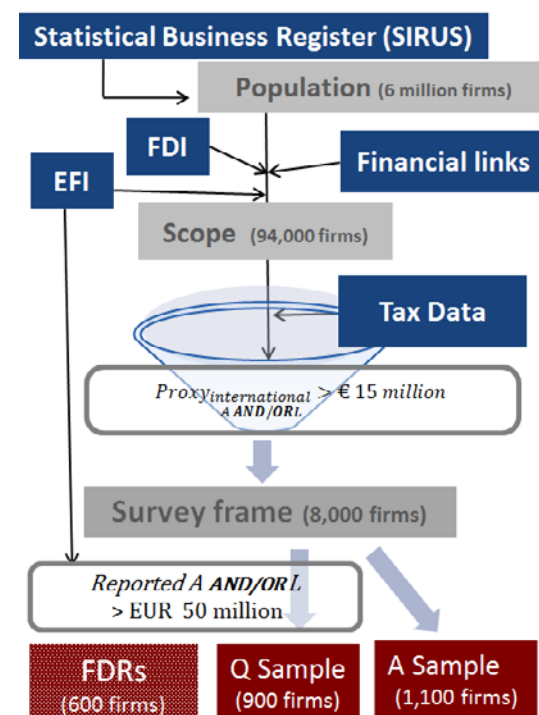 Statistical Business Register (SIRUS)
Population (6 million firms)
FDI
Financial links
EFI
Scope (94,000 firms)
Tax Data
Proxy international > € 15 million
A AND/OR L
Survey frame (8,000 firms)
Reported A AND/OR L
> EUR 50 million
FDRs
(600 firms)
Q Sample
(900 firms)
A Sample
(1,100 firms)